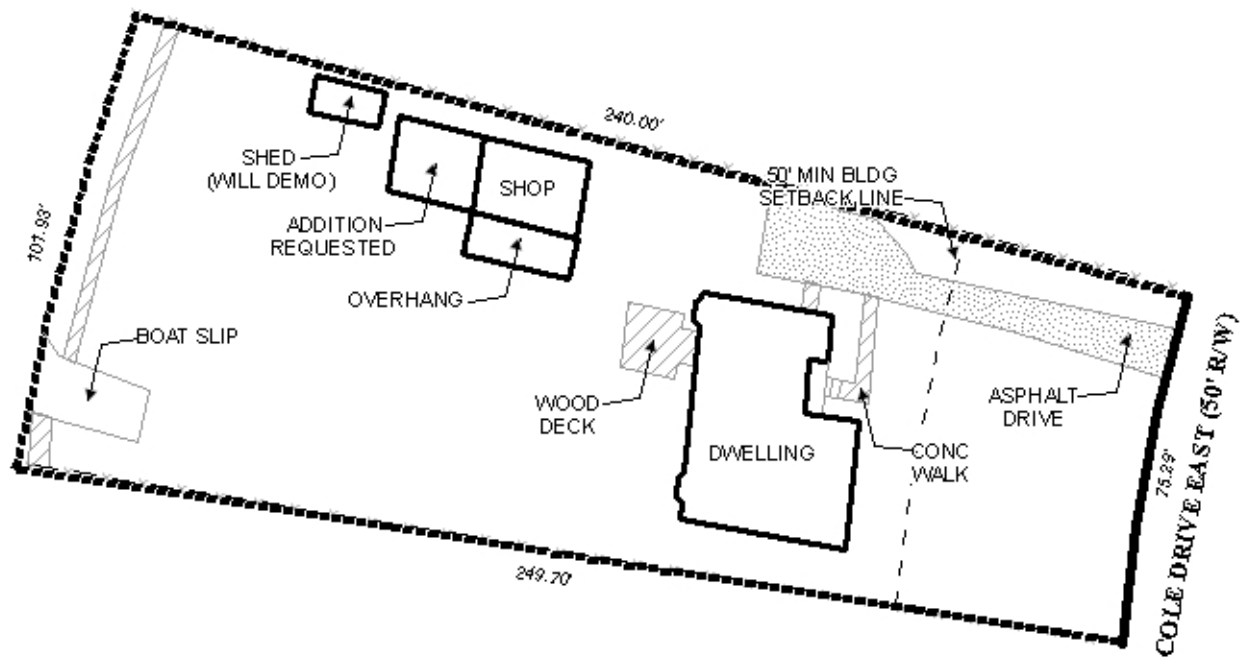 240.00'
SHED
(WILL DEMO)
ADDITION
REQUESTED
SHOP
OVERHANG
50' MIN BLDG
SETBACK LINE
101.93'
BOAT SLIP
WOOD
DECK
DWELLING
CONC
WALK
ASPHALT
DRIVE
75.29'
COLE DRIVE EAST (50' R/W)
249.70'